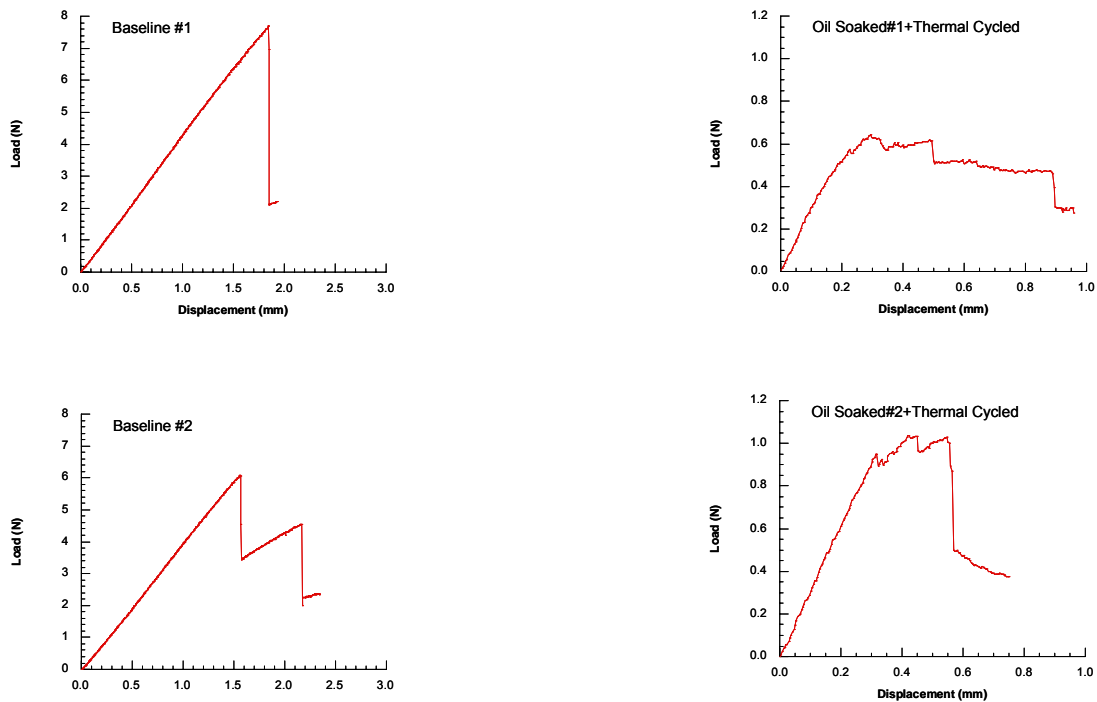 Baseline #1
8
7
6
5
4
3
2
1
0
Load (N)
0.0 0.5 1.0 1.5 2.0 2.5 3.0
Displacement (mm)
Oil Soaked#1+Thermal Cycled
1.2
1.0
0.8
0.6
0.4
0.2
0.0
Load (N)
0.0 0.2 0.4 0.6 0.8 1.0
Displacement (mm)
Baseline #2
8
7
6
5
4
3
2
1
0
Load (N)
0.0 0.5 1.0 1.5 2.0 2.5 3.0
Displacement (mm)
Oil Soaked#2+Thermal Cycled
1.2
1.0
0.8
0.6
0.4
0.2
0.0
Load (N)
0.0 0.2 0.4 0.6 0.8 1.0
Displacement (mm)